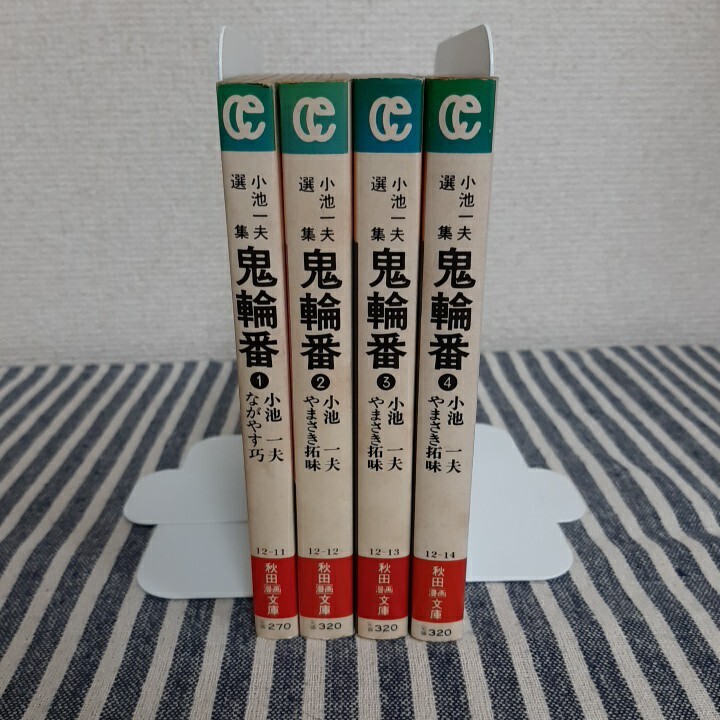 小池一夫
選集
鬼輪番
1
小池一夫
ながやす巧
12-11
秋田
漫画
文庫
270
小池一夫
選集
鬼輪番
2
小池一夫
やまさき拓味
12-12
秋田
漫画
文庫
320
小池一夫
選集
鬼輪番
3
小池一夫
やまさき拓味
12-13
秋田
漫画
文庫
320
小池一夫
選集
鬼輪番
4
小池一夫
やまさき拓味
12-14
秋田
漫画
文庫
320